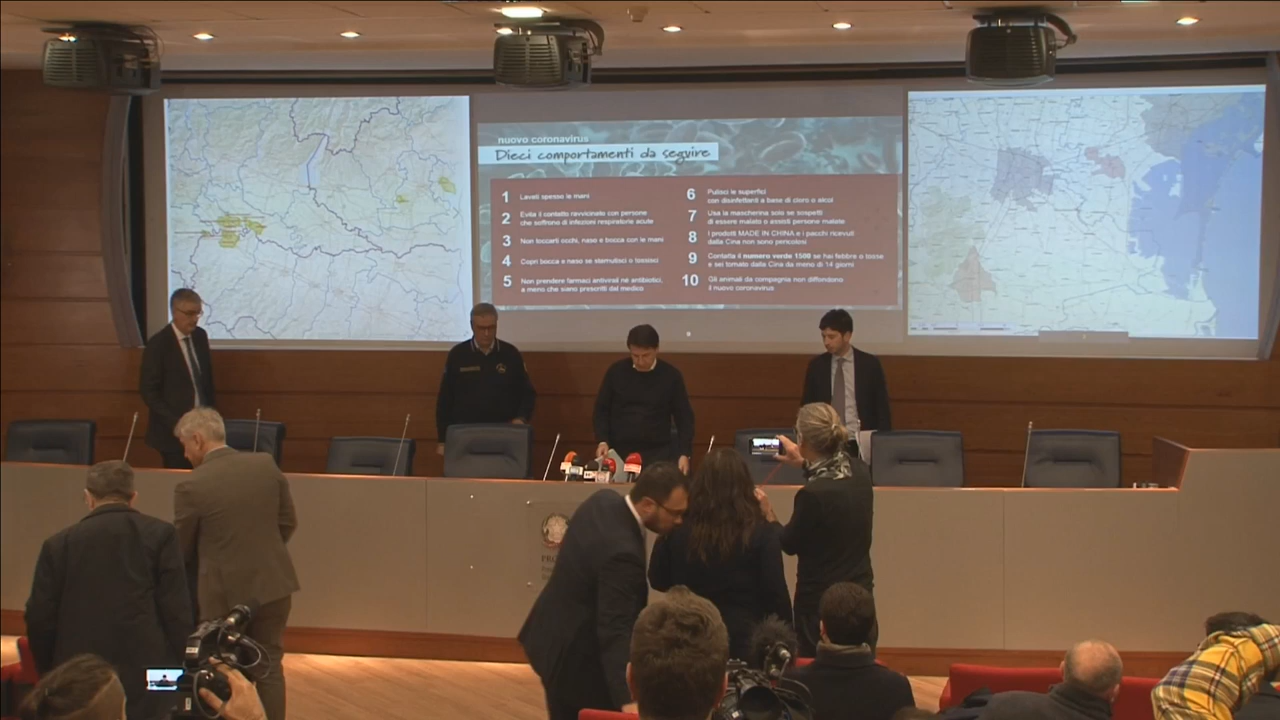 nuovo coronavirus
Dieci comportamenti da seguire
1 Lavati spesso le mani
2 Evita il contatto ravvicinato con persone
che soffrono di infezioni respiratorie acute
3 Non toccarti occhi, naso e bocca con le mani
4 Copri bocca e naso se starnutisci o tossisci
5 Non prendere farmaci antivirali né antibiotici,
a meno che siano prescritti dal medico
6 Pulisci le superfici
con disinfettanti a base di cloro o alcol
7 Usa la mascherina solo se sospetti
di essere malato o assisti persone malate
8 I prodotti MADE IN CHINA e i pacchi ricevuti
dalla Cina non sono pericolosi
9 Contatta il numero verde 1500 se hai febbre o tosse
e sei tornato dalla Cina da meno di 14 giorni
10 Gli animali da compagnia non diffondono
il nuovo coronavirus